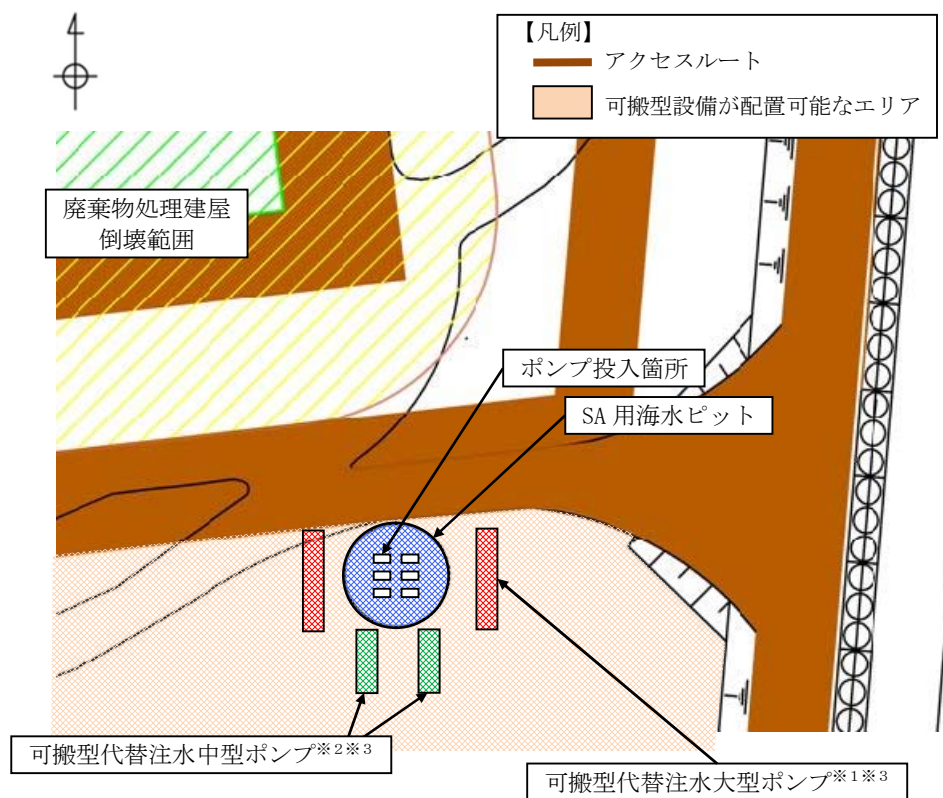 【凡例】
アクセスルート
可搬型設備が配置可能なエリア
廃棄物処理建屋
倒壊範囲
ポンプ投入箇所
SA用海水ピット
可搬型代替注水中型ポンプ※2※3
可搬型代替注水大型ポンプ※1※3